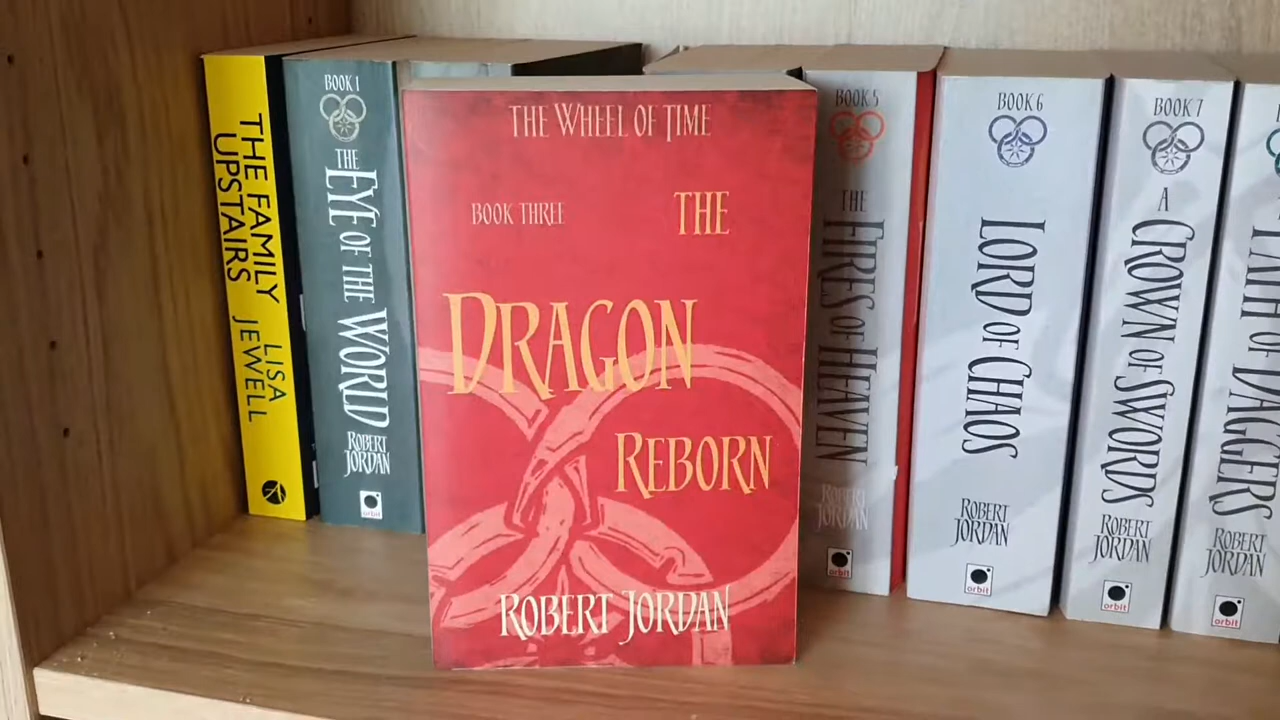 THE FAMILY UPSTAIRS
LISA JEWELL
BOOK 1
THE EYE OF THE WORLD
ROBERT JORDAN
orbit
THE WHEEL OF TIME
BOOK THREE
THE
DRAGON
REBORN
ROBERT JORDAN
BOOK 5
THE FIRES OF HEAVEN
ROBERT JORDAN
orbit
BOOK 6
LORD OF CHAOS
ROBERT JORDAN
orbit
BOOK 7
A CROWN OF SWORDS
ROBERT JORDAN
orbit
PATH OF DAGGERS
ROBERT JORDAN
orbit